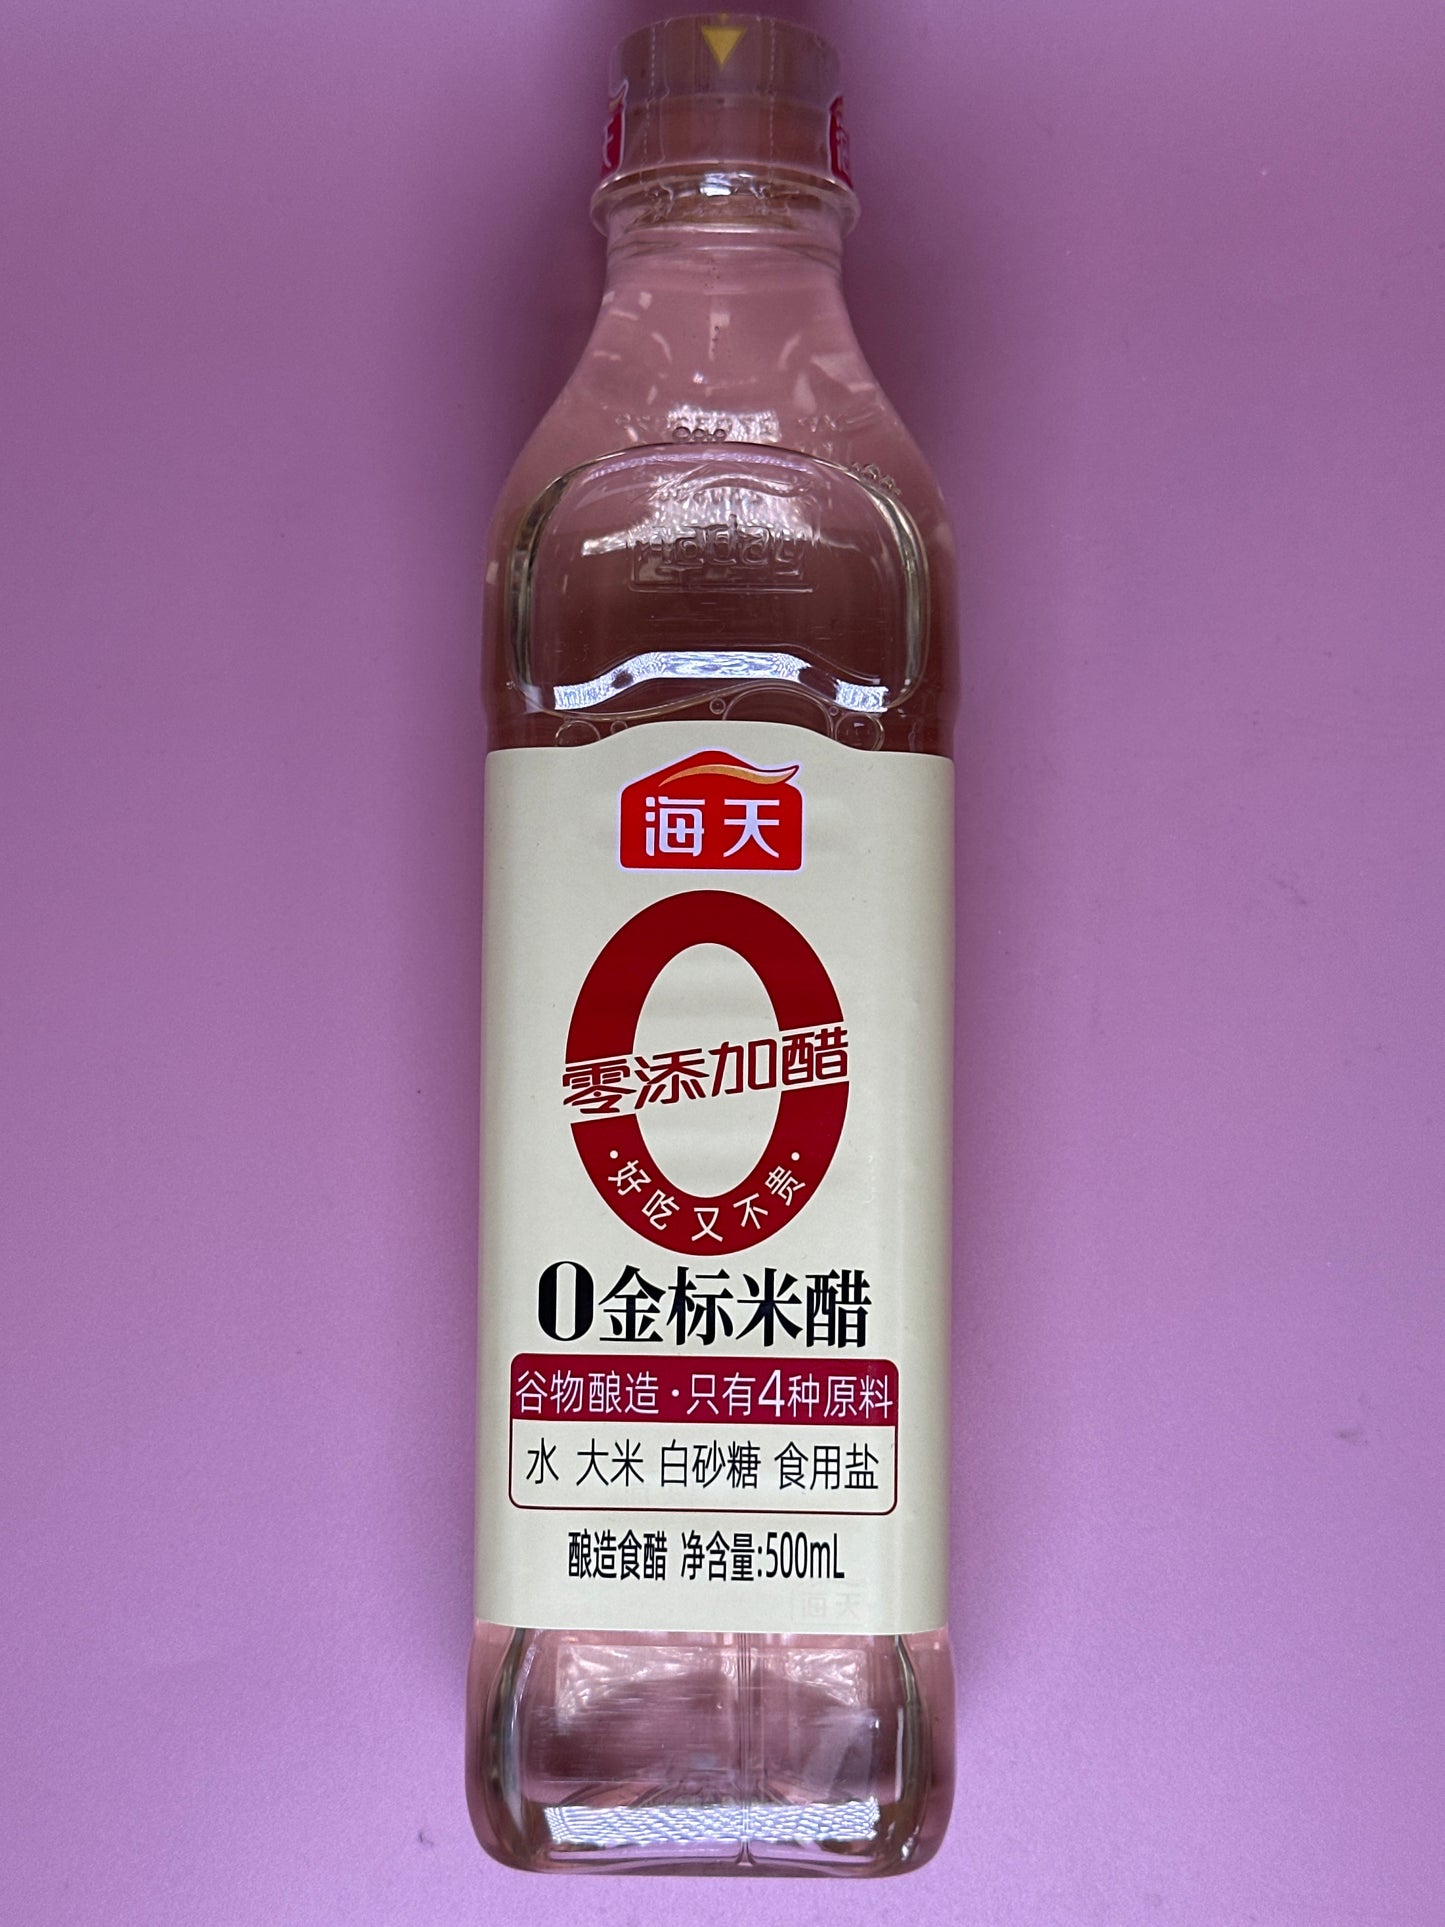 海天
零添加醋
·好吃又不贵·
0金标米醋
谷物酿造·只有4种原料
水 大米 白砂糖 食用盐
酿造食醋 净含量:500mL